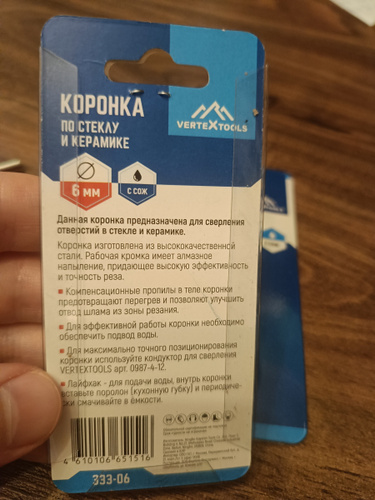 КОРОНКА
ПО СТЕКЛУ
И КЕРАМИКЕ
VERTEXTOOLS
6 мм
С СОЖ
Данная коронка предназначена для сверления
отверстий в стекле и керамике.
Коронка изготовлена из высококачественной
стали. Рабочая кромка имеет алмазное
напыление, придающее высокую эффективность
и точность реза.
Компенсационные пропилы в теле коронки
предотвращают перегрев и позволяют улучшить
отвод шлама из зоны резания.
Для эффективной работы коронки необходимо
обеспечить подвод воды.
Для максимально точного позиционирования
коронки используйте кондуктор для сверления
VERTEXTOOLS арт. 0987-4-12.
Лайфхак - для подачи воды, внутрь коронки
вставьте поролон (кухонную губку) и периодиче-
ски смачивайте в ёмкости.
4 610106 651516
333-06